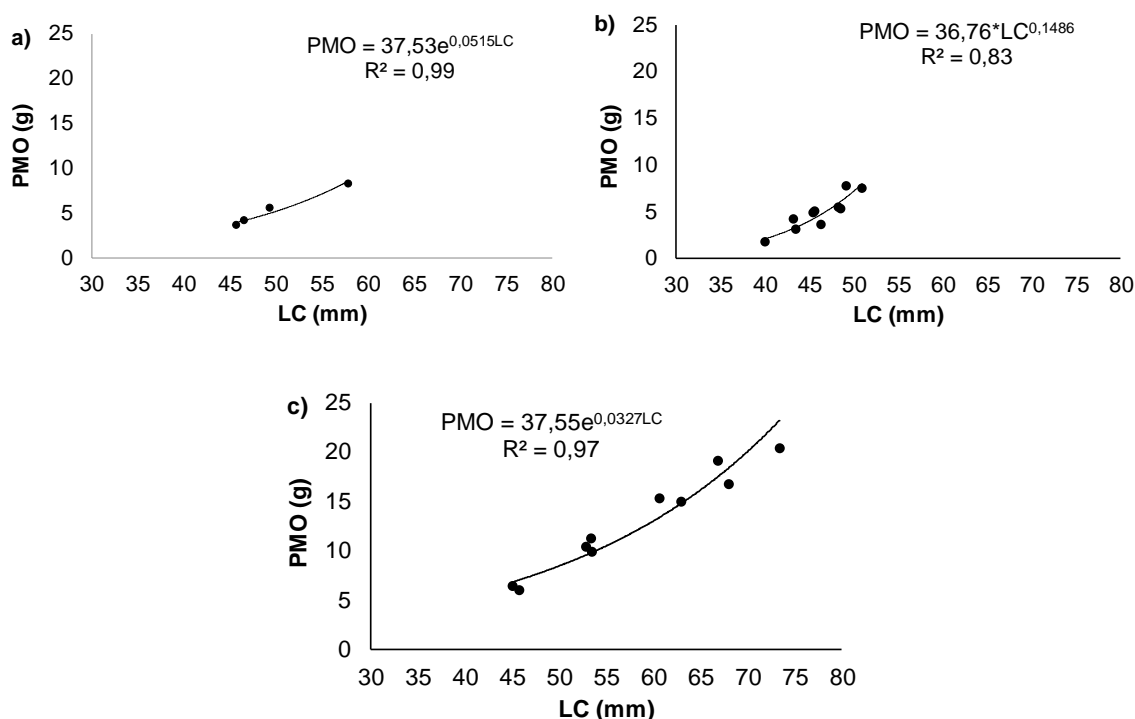 a)
PMO = 37,53e^0,0515LC
R² = 0,99
PMO (g)
25
20
15
10
5
0
30 35 40 45 50 55 60 65 70 75 80
LC (mm)
b)
PMO = 36,76*LC^0,1486
R² = 0,83
PMO (g)
25
20
15
10
5
0
30 35 40 45 50 55 60 65 70 75 80
LC (mm)
c)
PMO = 37,55e^0,0327LC
R² = 0,97
PMO (g)
25
20
15
10
5
0
30 35 40 45 50 55 60 65 70 75 80
LC (mm)